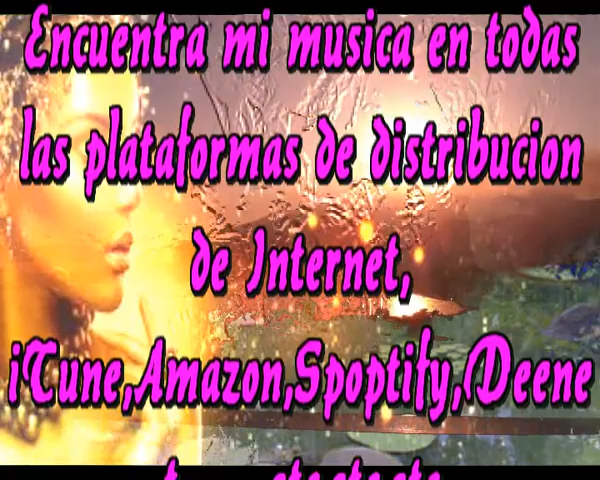 Encuentra mi musica en todas
las plataformas de distribucion
de Internet,
iTune,Amazon,Spoptify,Deene